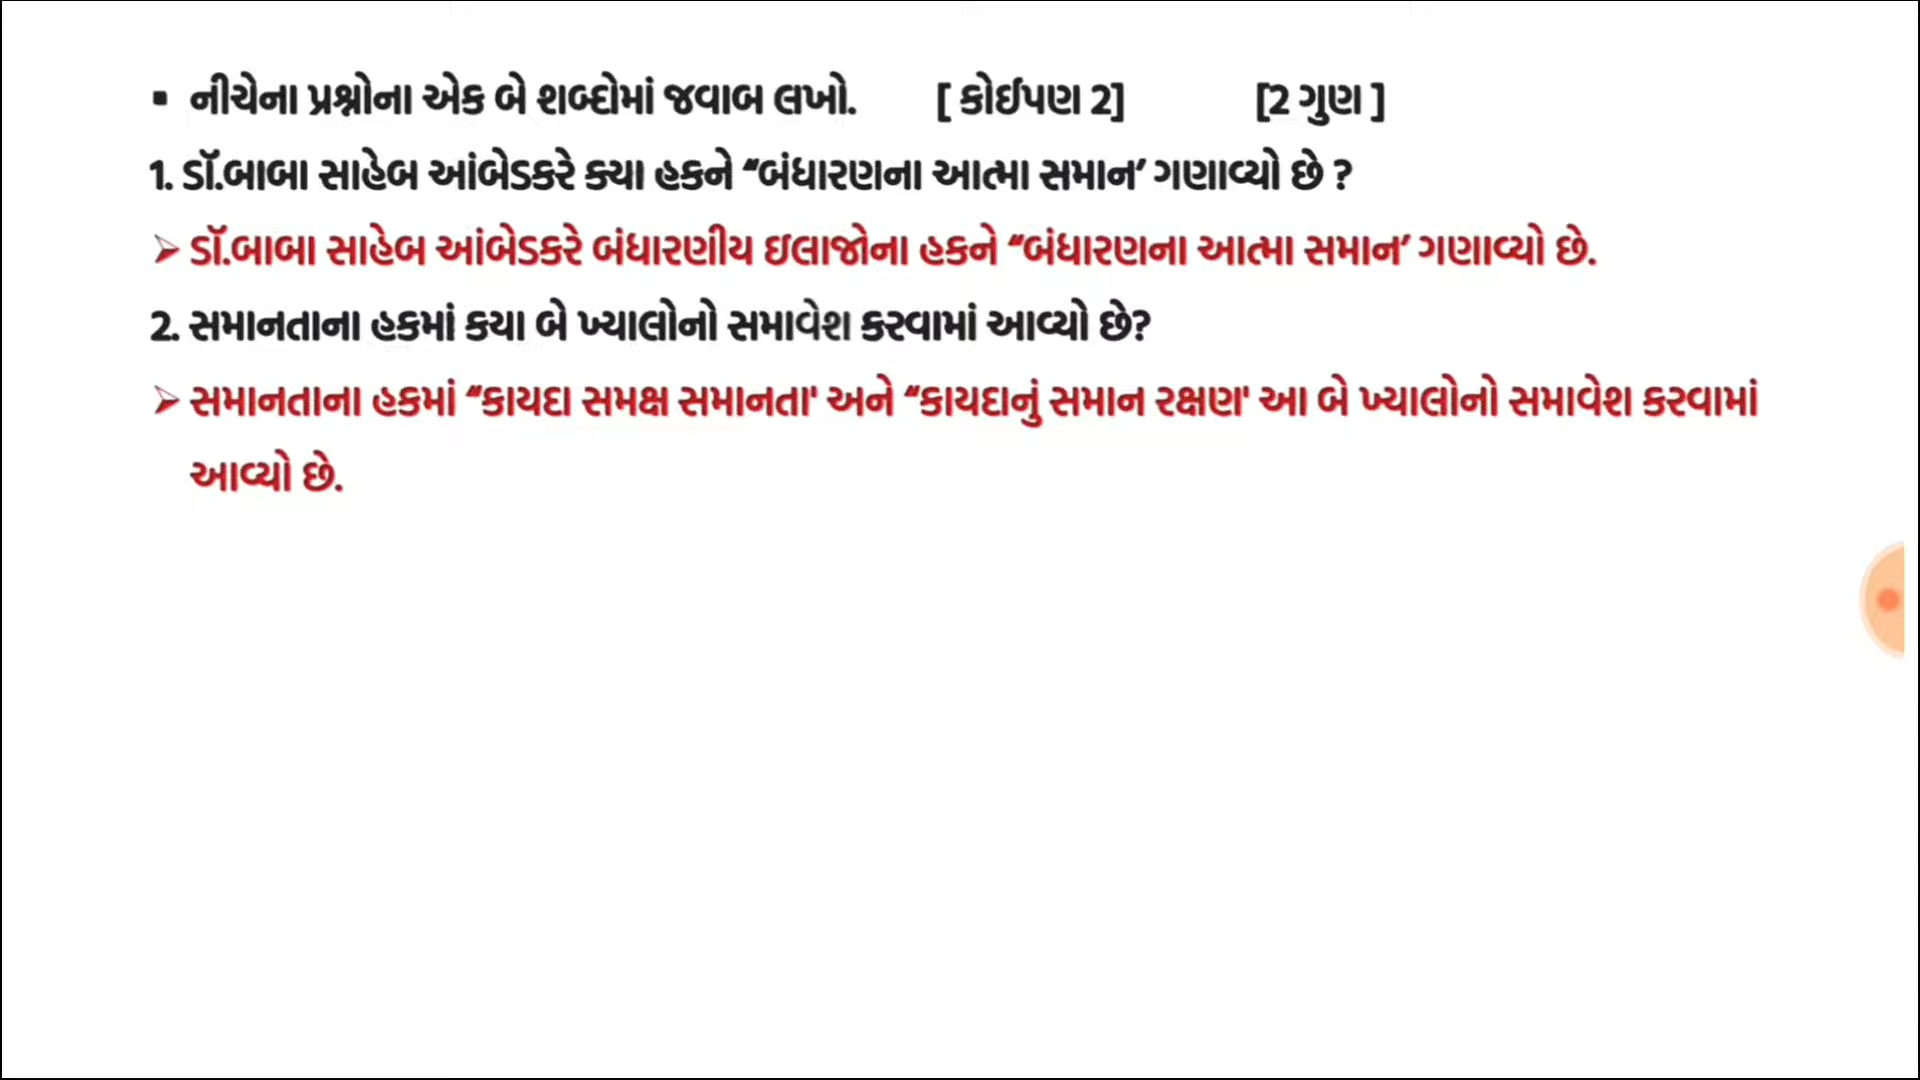 ▪ નીચેના પ્રશ્નોના એક બે શબ્દોમાં જવાબ લખો. [ કોઈપણ 2] [2 ગુણ ]
1. ડૉ.બાબા સાહેબ આંબેડકરે ક્યા હકને “બંધારણના આત્મા સમાન’ ગણાવ્યો છે ?
➢ ડૉ.બાબા સાહેબ આંબેડકરે બંધારણીય ઇલાજોના હકને “બંધારણના આત્મા સમાન’ ગણાવ્યો છે.
2. સમાનતાના હકમાં કયા બે ખ્યાલોનો સમાવેશ કરવામાં આવ્યો છે?
➢ સમાનતાના હકમાં “કાયદા સમક્ષ સમાનતા' અને “કાયદાનું સમાન રક્ષણ' આ બે ખ્યાલોનો સમાવેશ કરવામાં
આવ્યો છે.